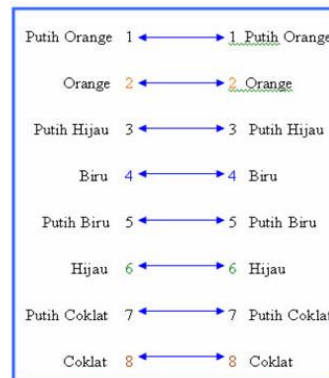 Putih Orange 1 1 Putih Orange
Orange 2 2 Orange
Putih Hijau 3 3 Putih Hijau
Biru 4 4 Biru
Putih Biru 5 5 Putih Biru
Hijau 6 6 Hijau
Putih Coklat 7 7 Putih Coklat
Coklat 8 8 Coklat